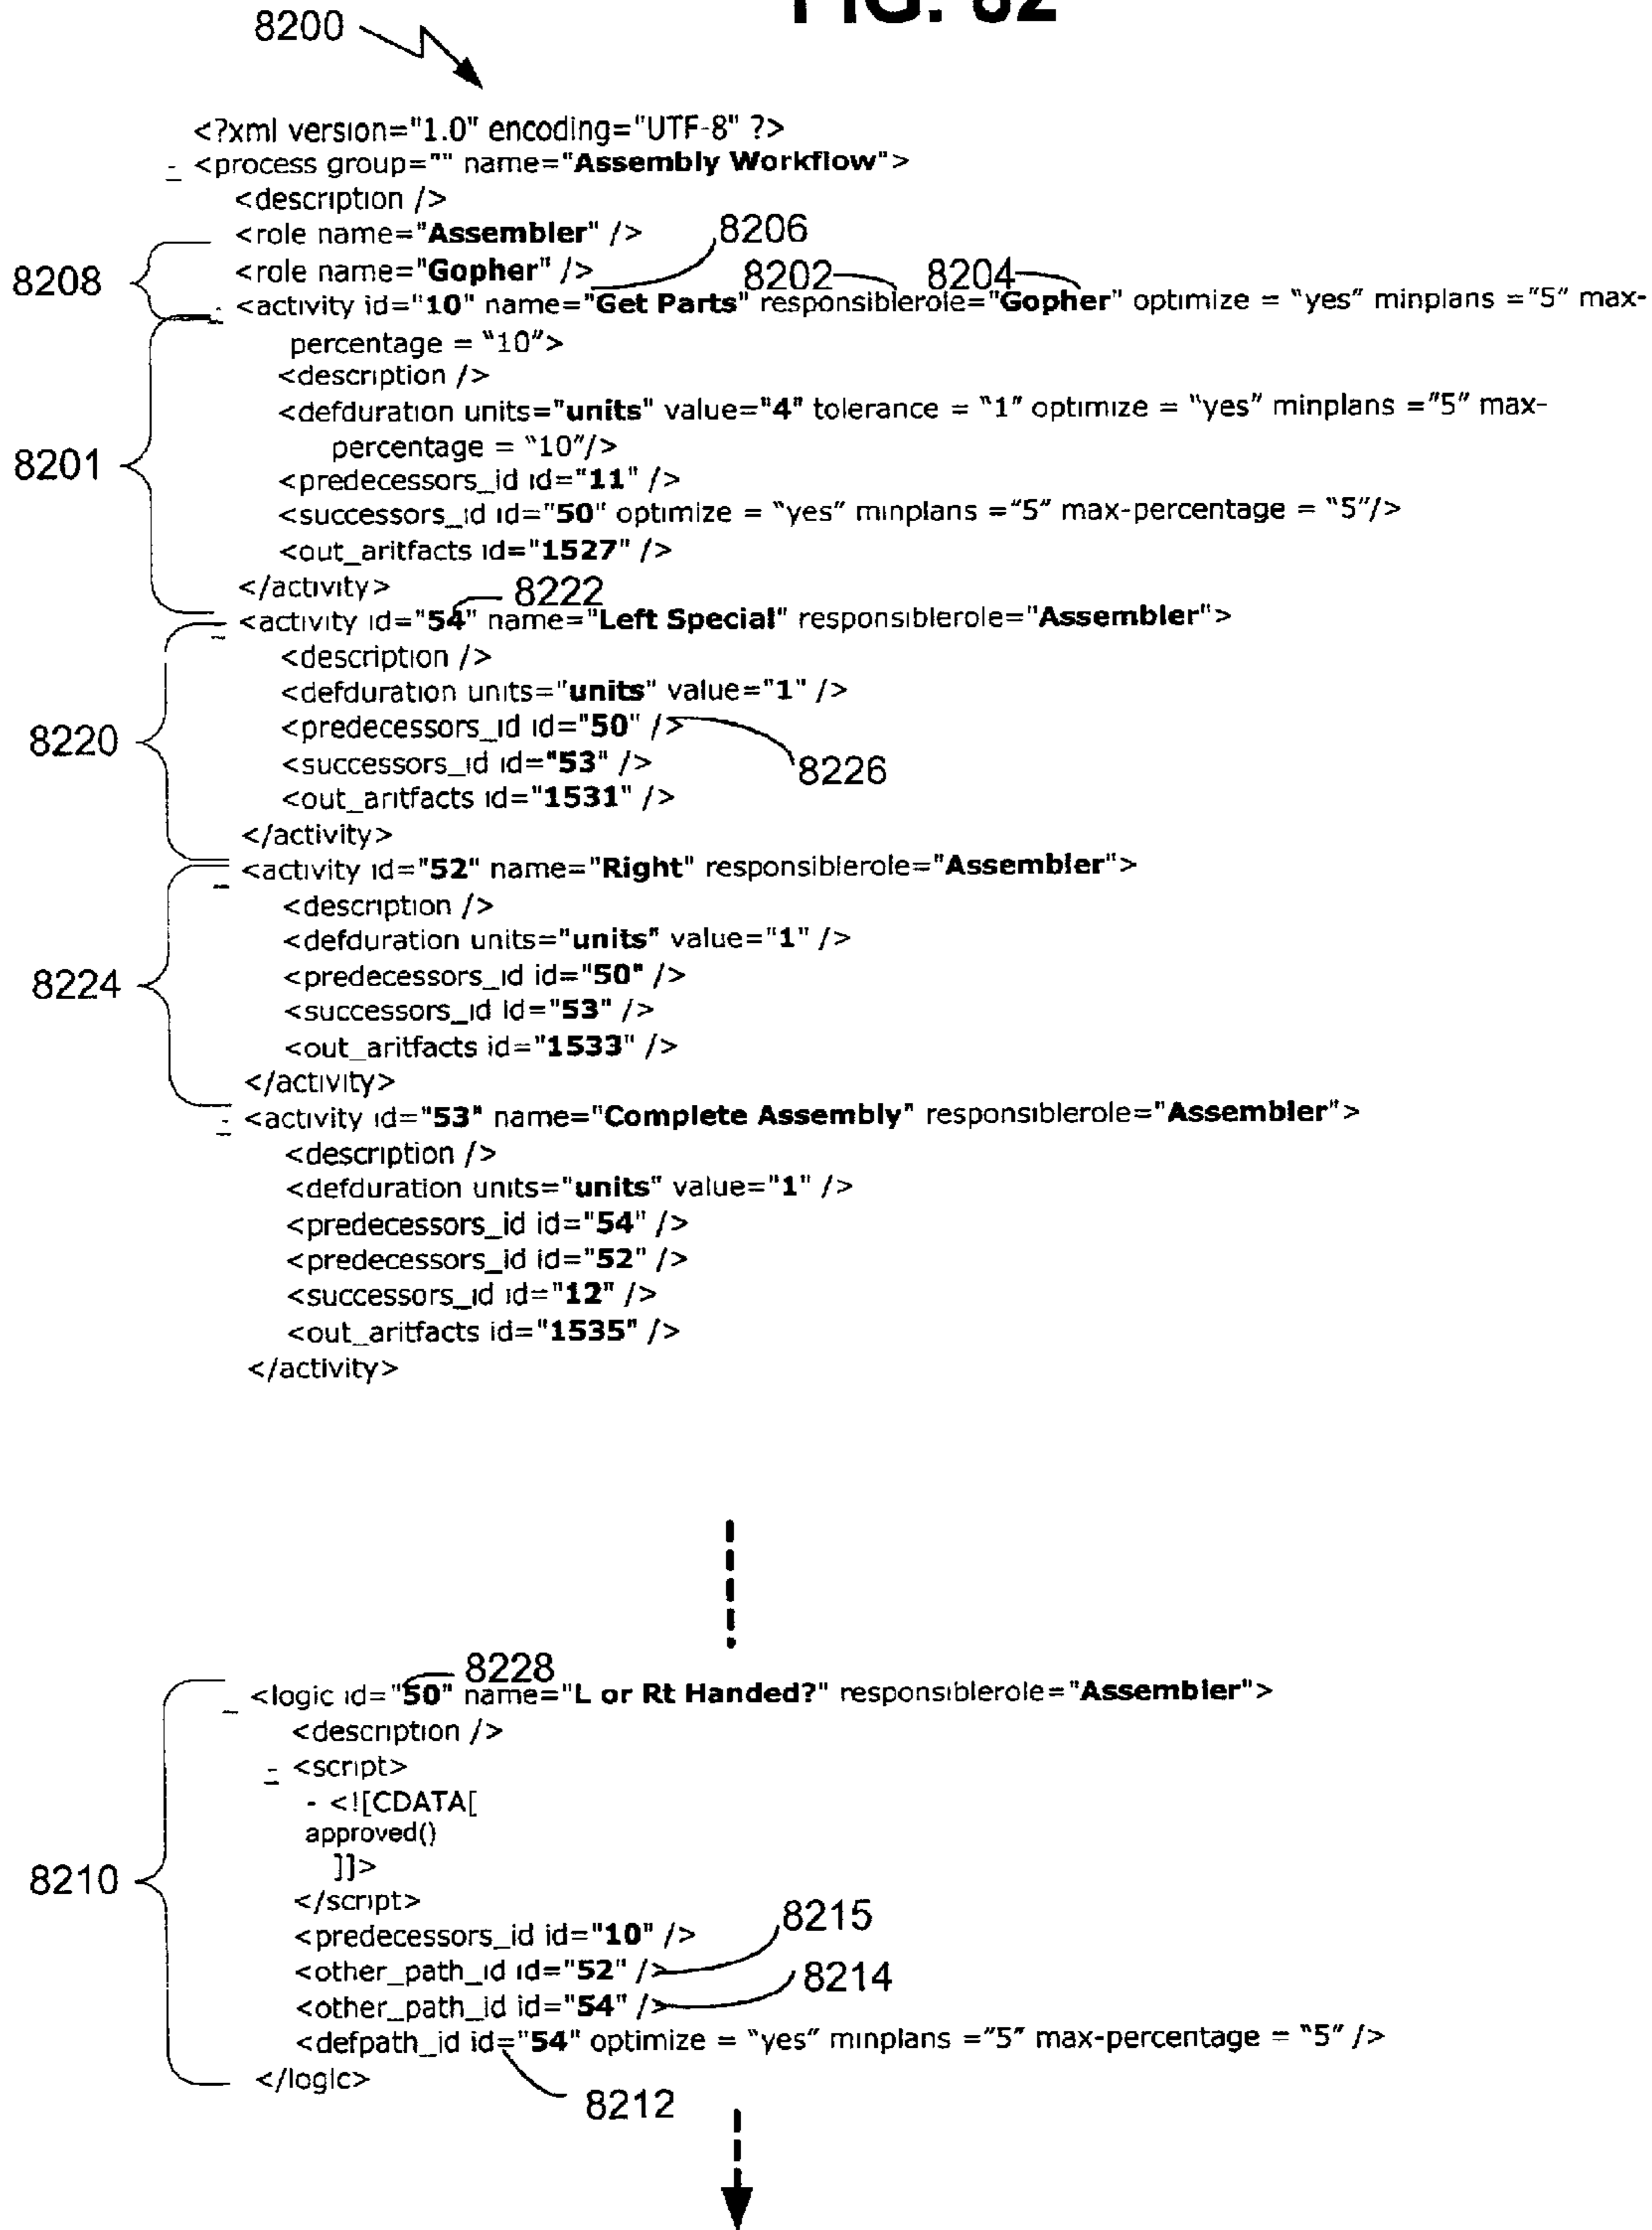 FIG. 82
8200
<?xml version="1.0" encoding="UTF-8" ?>
- <process group="" name="Assembly Workflow">
<description />
<role name="Assembler" />
8206
8208
<role name="Gopher" />
8202
8204
- <activity id="10" name="Get Parts" responsiblerole="Gopher" optimize = "yes" minplans ="5" max-
percentage = "10">
<description />
<defduration units="units" value="4" tolerance = "1" optimize = "yes" minplans ="5" max-
percentage = "10"/>
8201
<predecessors_id id="11" />
<successors_id id="50" optimize = "yes" minplans ="5" max-percentage = "5"/>
<out_aritfacts id="1527" />
</activity>
8222
- <activity id="54" name="Left Special" responsiblerole="Assembler">
<description />
<defduration units="units" value="1" />
<predecessors_id id="50" />
8220
<successors_id id="53" />
8226
<out_aritfacts id="1531" />
</activity>
- <activity id="52" name="Right" responsiblerole="Assembler">
<description />
<defduration units="units" value="1" />
8224
<predecessors_id id="50" />
<successors_id id="53" />
<out_aritfacts id="1533" />
</activity>
- <activity id="53" name="Complete Assembly" responsiblerole="Assembler">
<description />
<defduration units="units" value="1" />
<predecessors_id id="54" />
<predecessors_id id="52" />
<successors_id id="12" />
<out_aritfacts id="1535" />
</activity>
8228
- <logic id="50" name="L or Rt Handed?" responsiblerole="Assembler">
<description />
- <script>
- <![CDATA[
approved()
]]>
8210
</script>
8215
<predecessors_id id="10" />
<other_path_id id="52" />
8214
<other_path_id id="54" />
<defpath_id id="54" optimize = "yes" minplans ="5" max-percentage = "5" />
</logic>
8212